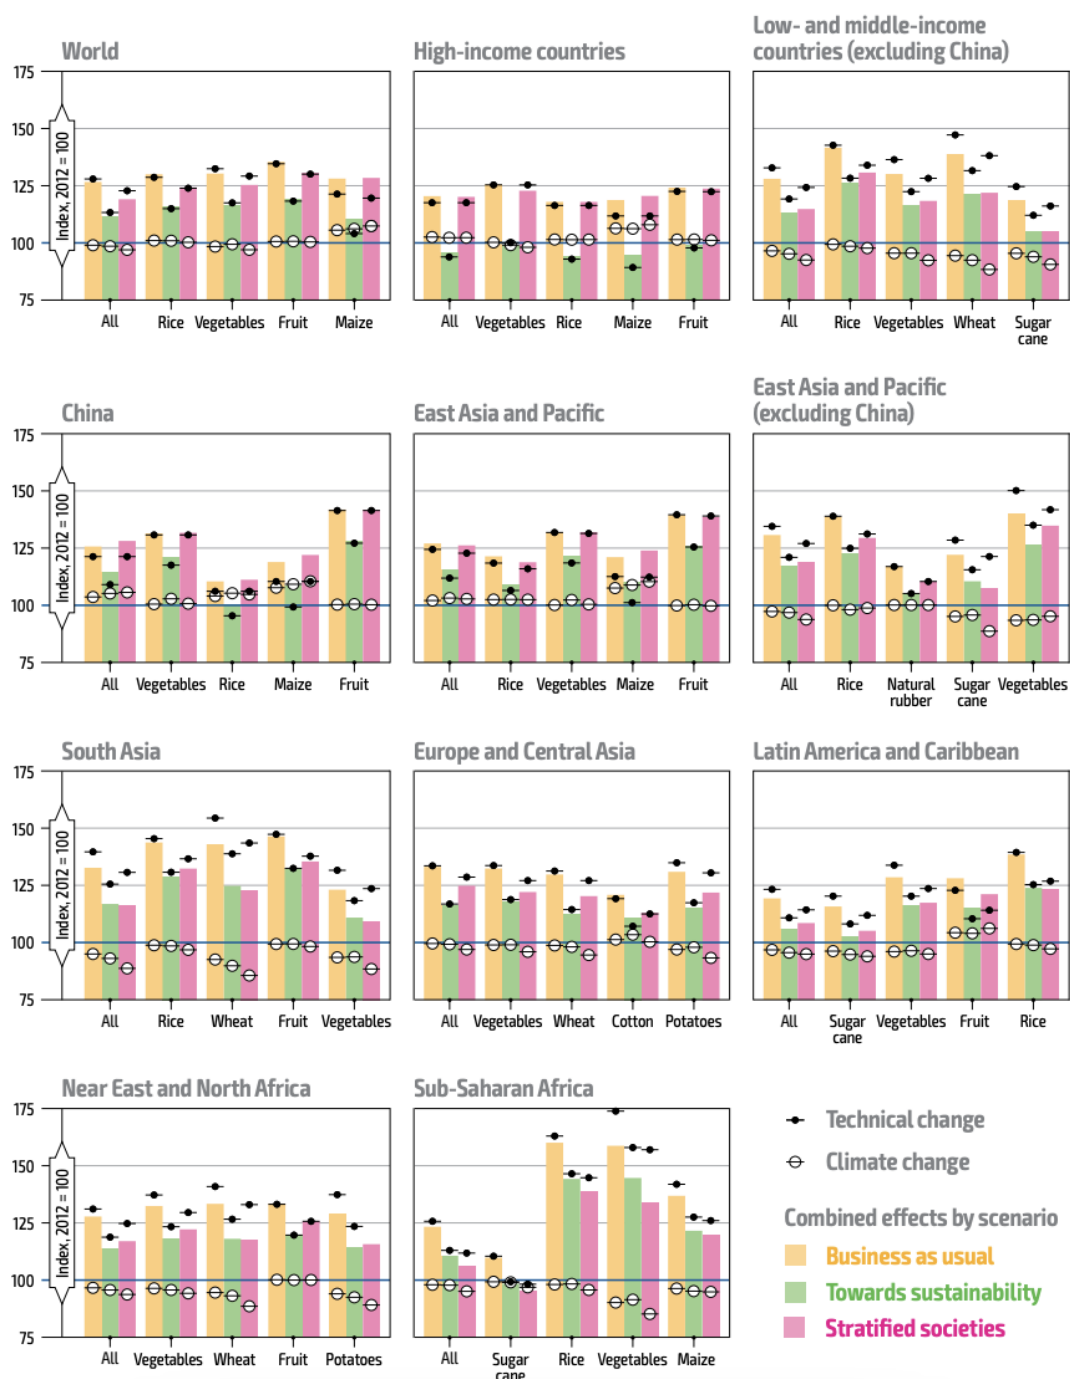 World
High-income countries
Low- and middle-income
countries (excluding China)
175
150
125
100
75
Index, 2012 = 100
All Rice Vegetables Fruit Maize
All Vegetables Rice Maize Fruit
All Rice Vegetables Wheat Sugar
cane
China
East Asia and Pacific
East Asia and Pacific
(excluding China)
175
150
125
100
75
Index, 2012 = 100
All Vegetables Rice Maize Fruit
All Rice Vegetables Maize Fruit
All Rice Natural Sugar Vegetables
rubber cane
South Asia
Europe and Central Asia
Latin America and Caribbean
175
150
125
100
75
Index, 2012 = 100
All Rice Wheat Fruit Vegetables
All Vegetables Wheat Cotton Potatoes
All Sugar Vegetables Fruit Rice
cane
Near East and North Africa
Sub-Saharan Africa
175
150
125
100
75
Index, 2012 = 100
All Vegetables Wheat Fruit Potatoes
All Sugar Rice Vegetables Maize
cane
Technical change
Climate change
Combined effects by scenario
Business as usual
Towards sustainability
Stratified societies